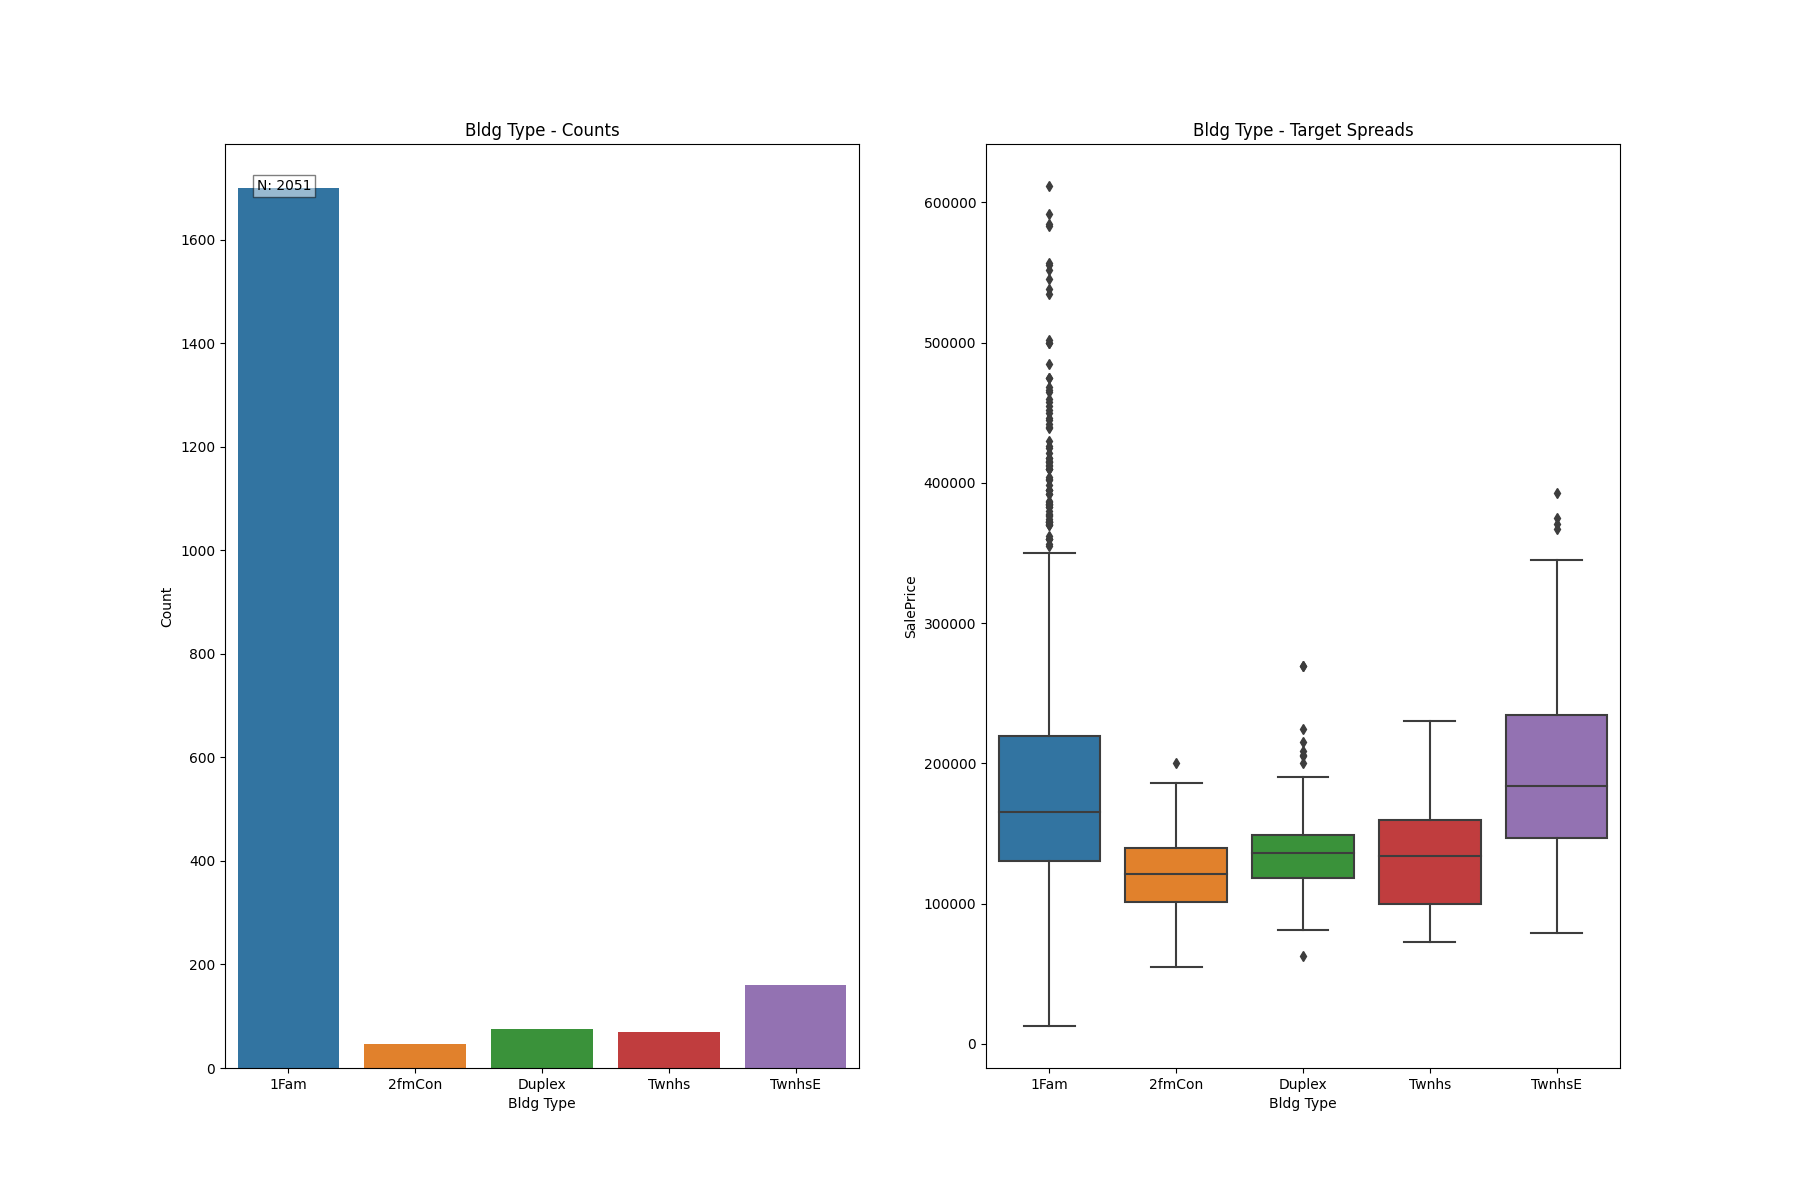 Bldg Type - Counts
N: 2051
1600
1400
1200
1000
800
600
400
200
0
Count
1Fam 2fmCon Duplex Twnhs TwnhsE
Bldg Type
Bldg Type - Target Spreads
600000
500000
400000
300000
200000
100000
0
SalePrice
1Fam 2fmCon Duplex Twnhs TwnhsE
Bldg Type